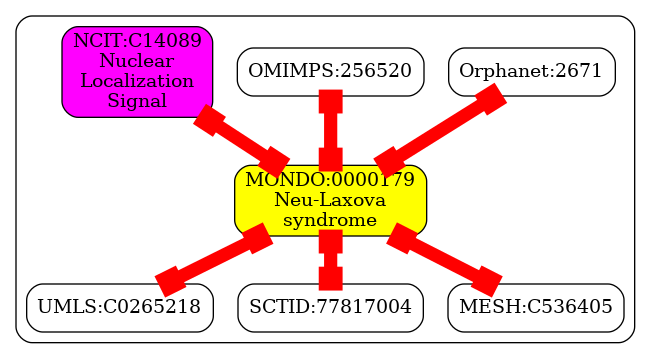 NCIT:C14089
Nuclear
Localization
Signal
OMIMPS:256520
Orphanet:2671
MONDO:0000179
Neu-Laxova
syndrome
UMLS:C0265218
SCTID:77817004
MESH:C536405